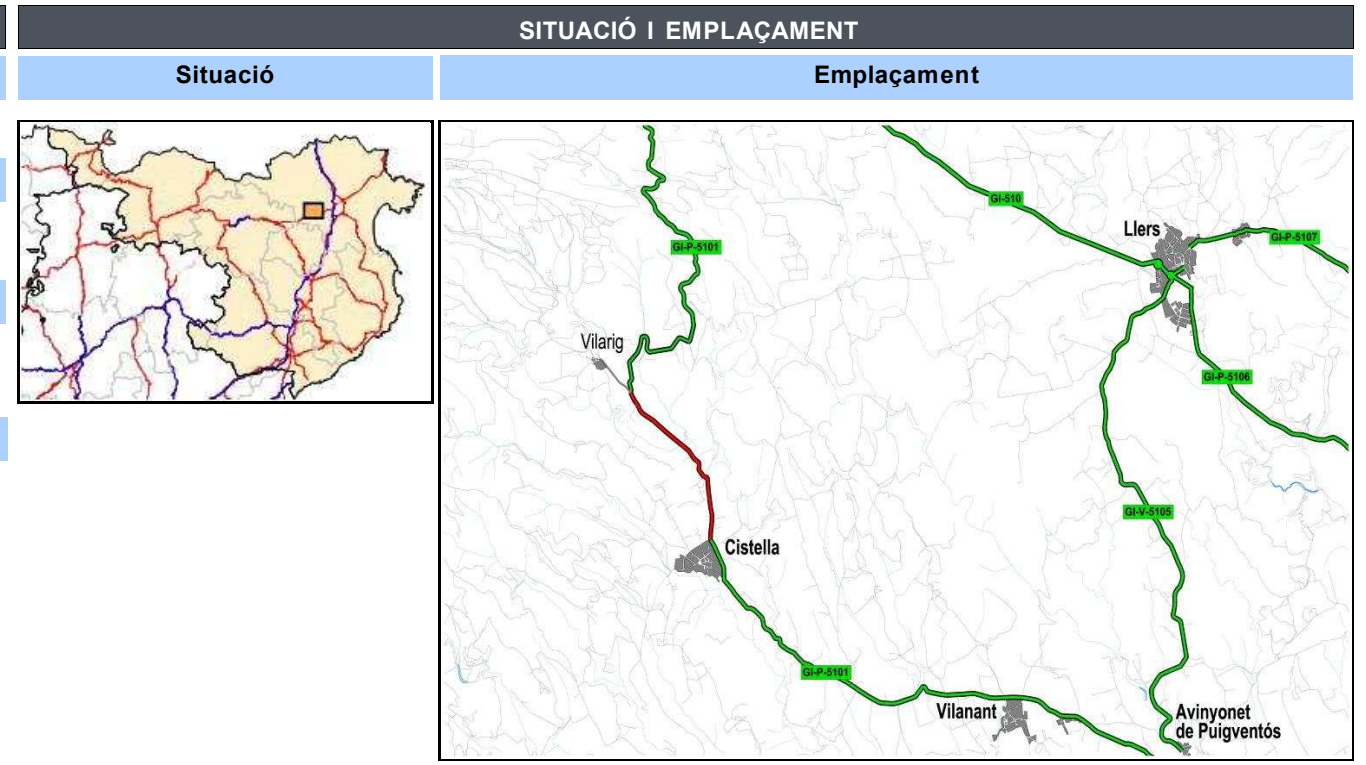 SITUACIÓ I EMPLAÇAMENT
Situació
Emplaçament
GI-510
Llers
GI-P-5107
GI-P-5101
Vilarig
GI-P-5106
GI-V-5105
Cistella
GI-P-5101
Vilanant
Avinyonet
de Puigventós